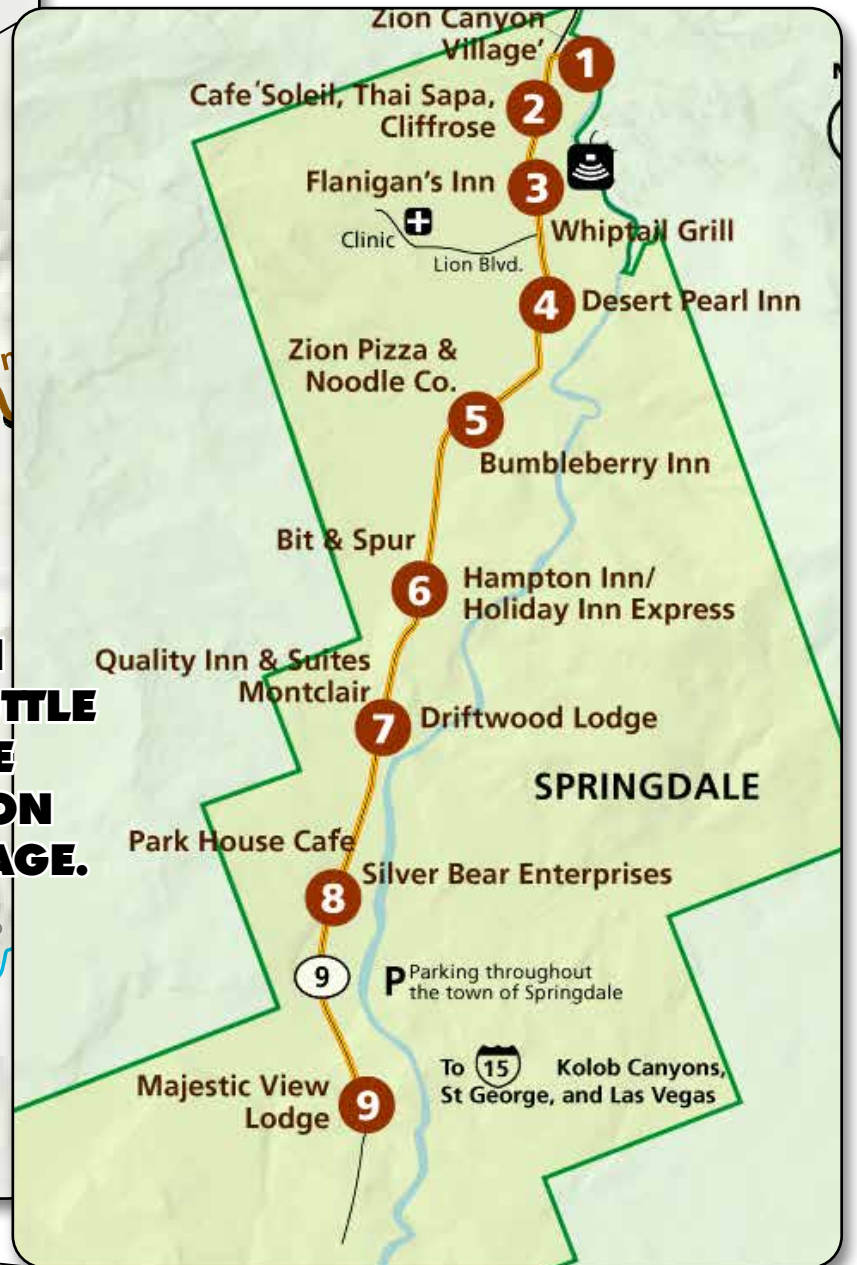 Zion Canyon
Village'
1
Cafe´Soleil, Thai Sapa,
Cliffrose
2
Flanigan's Inn
3
Clinic
Whiptail Grill
Lion Blvd.
4
Desert Pearl Inn
Zion Pizza &
Noodle Co.
5
Bumbleberry Inn
Bit & Spur
6
Hampton Inn/
Holiday Inn Express
Quality Inn & Suites
Montclair
7
Driftwood Lodge
TTLE
E
ON
AGE.
SPRINGDALE
Park House Cafe
8
Silver Bear Enterprises
9
P Parking throughout
the town of Springdale
To 15 Kolob Canyons,
St George, and Las Vegas
Majestic View
Lodge
9